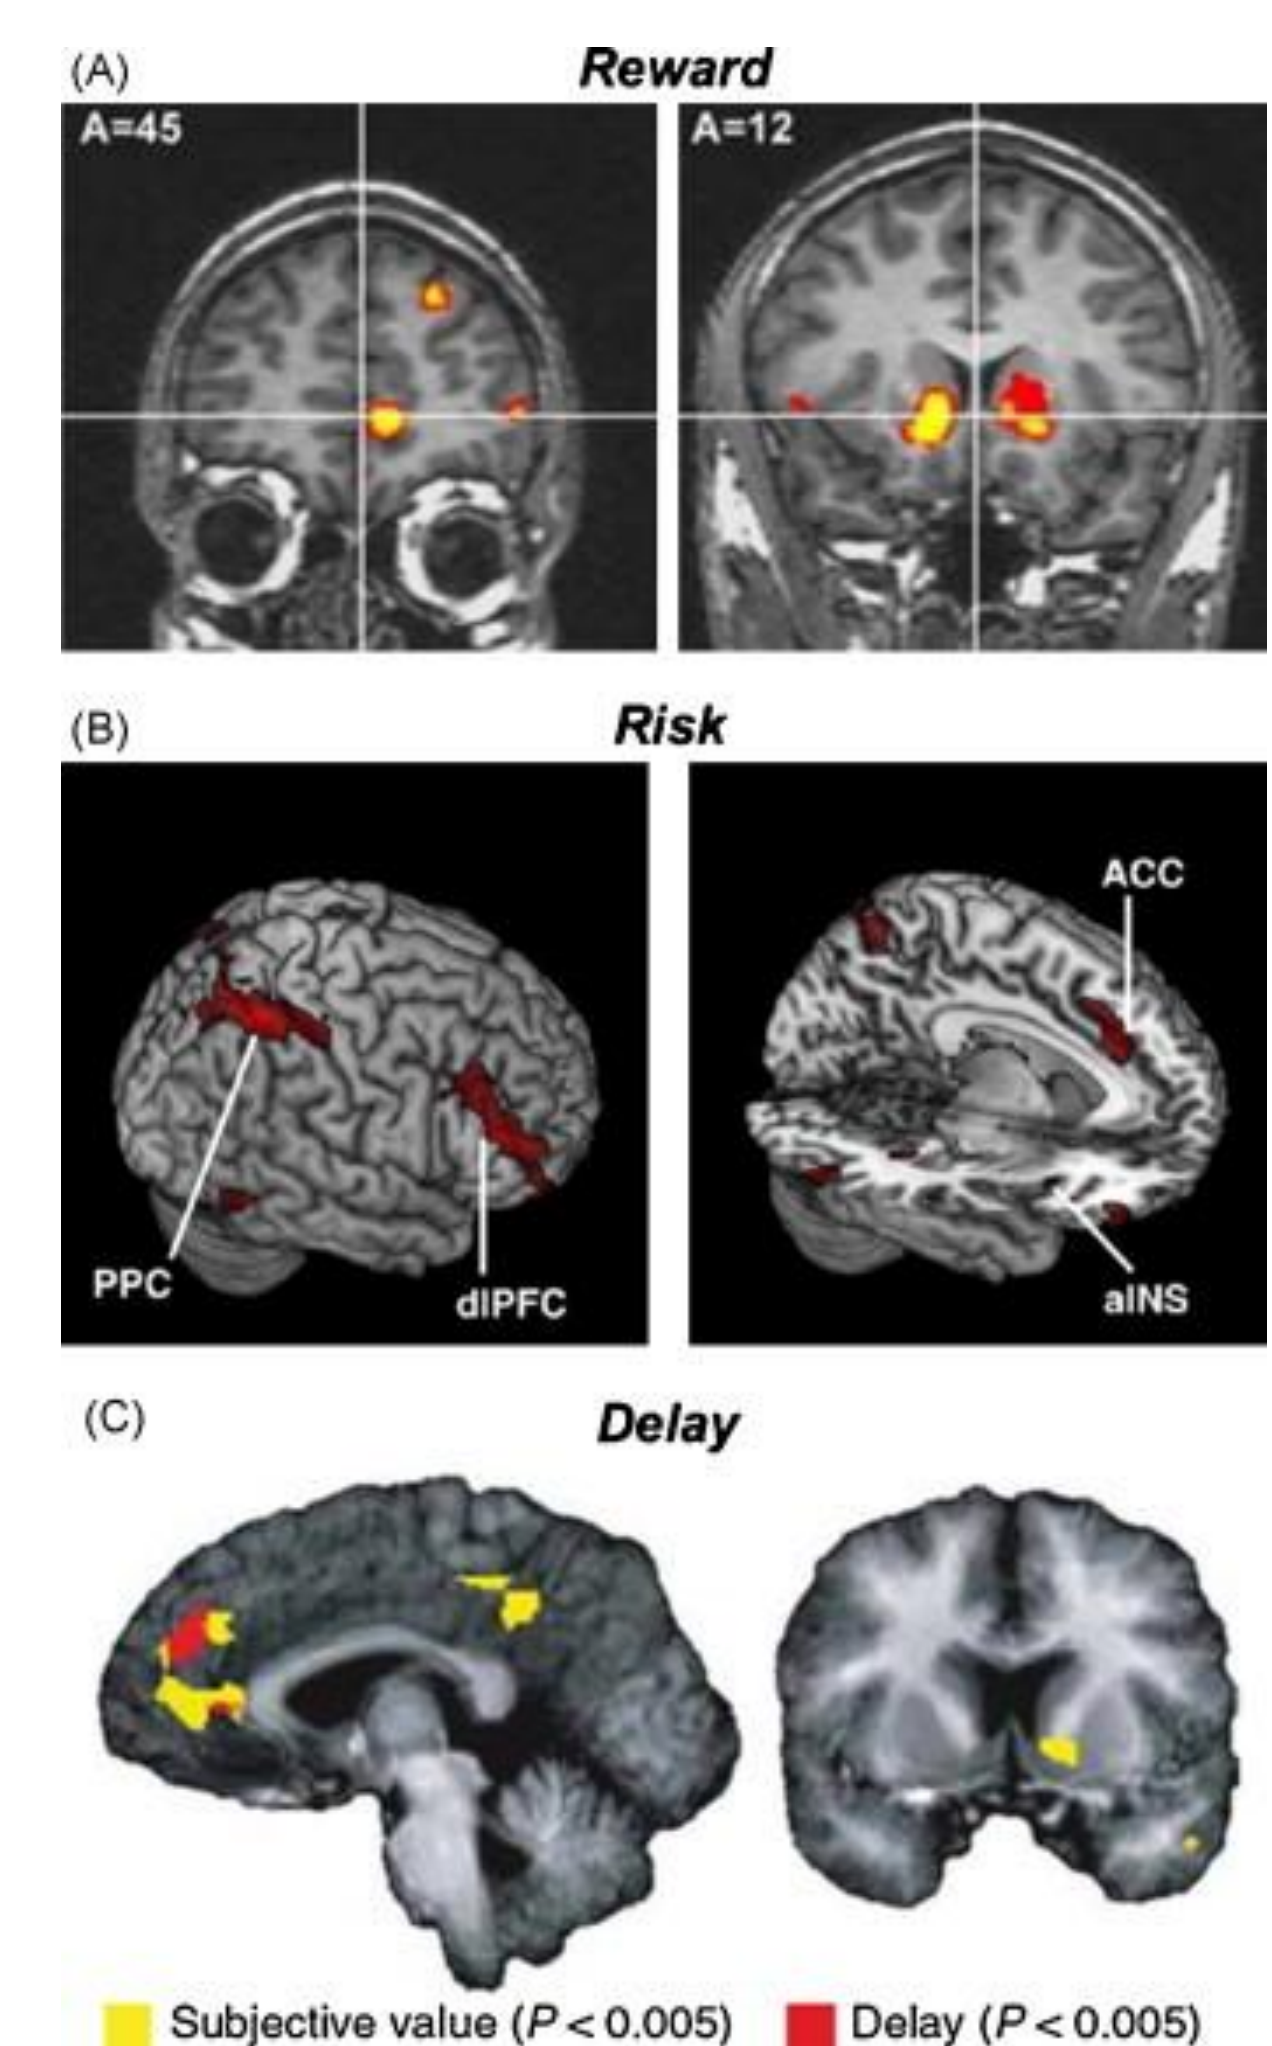 (A) Reward
A=45 A=12
(B) Risk
ACC
PPC
dlPFC
aINS
(C) Delay
Subjective value (P < 0.005) Delay (P < 0.005)